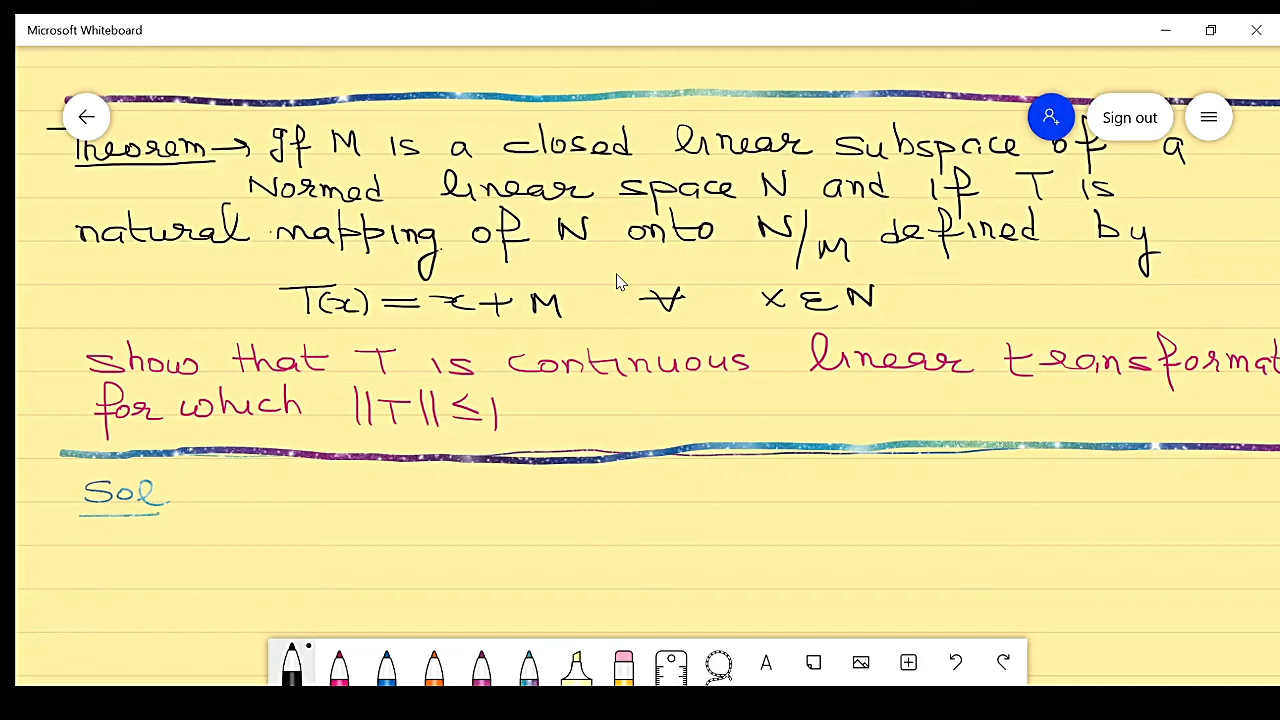 Microsoft Whiteboard
Sign out
Theorem → If M is a closed linear subspace of a
Normed linear space N and if T is
natural mapping of N onto N/M defined by
T(x) = x + M ∀ x ∈ N
show that T is continuous linear transformat
for which ||T|| ≤ 1
Sol
A